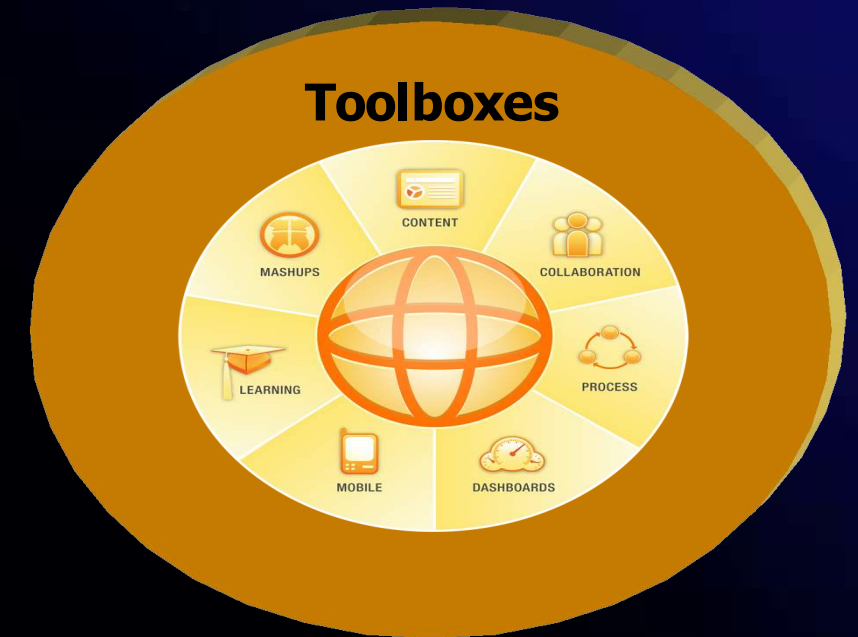 Toolboxes
CONTENT
COLLABORATION
PROCESS
DASHBOARDS
MOBILE
LEARNING
MASHUPS